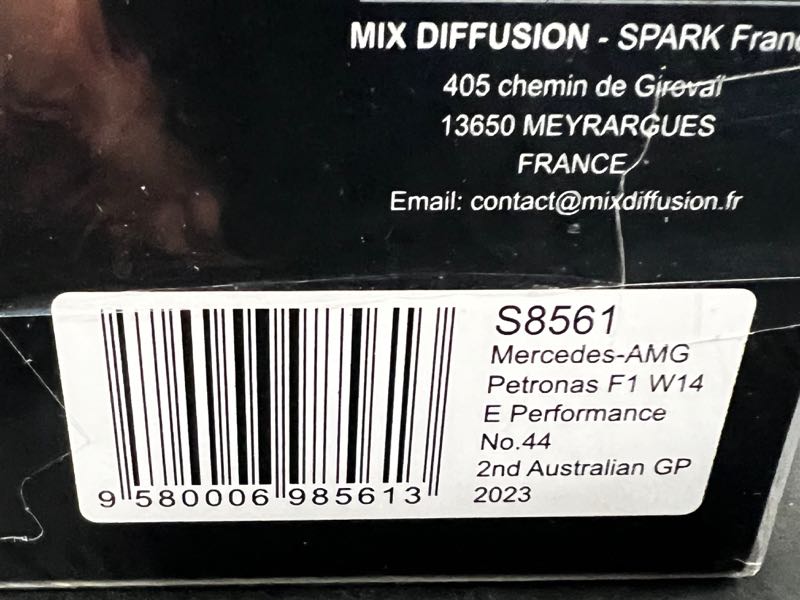 MIX DIFFUSION - SPARK Franc
405 chemin de Gireval
13650 MEYRARGUES
FRANCE
Email: contact@mixdiffusion.fr
S8561
Mercedes-AMG
Petronas F1 W14
E Performance
No.44
2nd Australian GP
2023
9 580006 985613